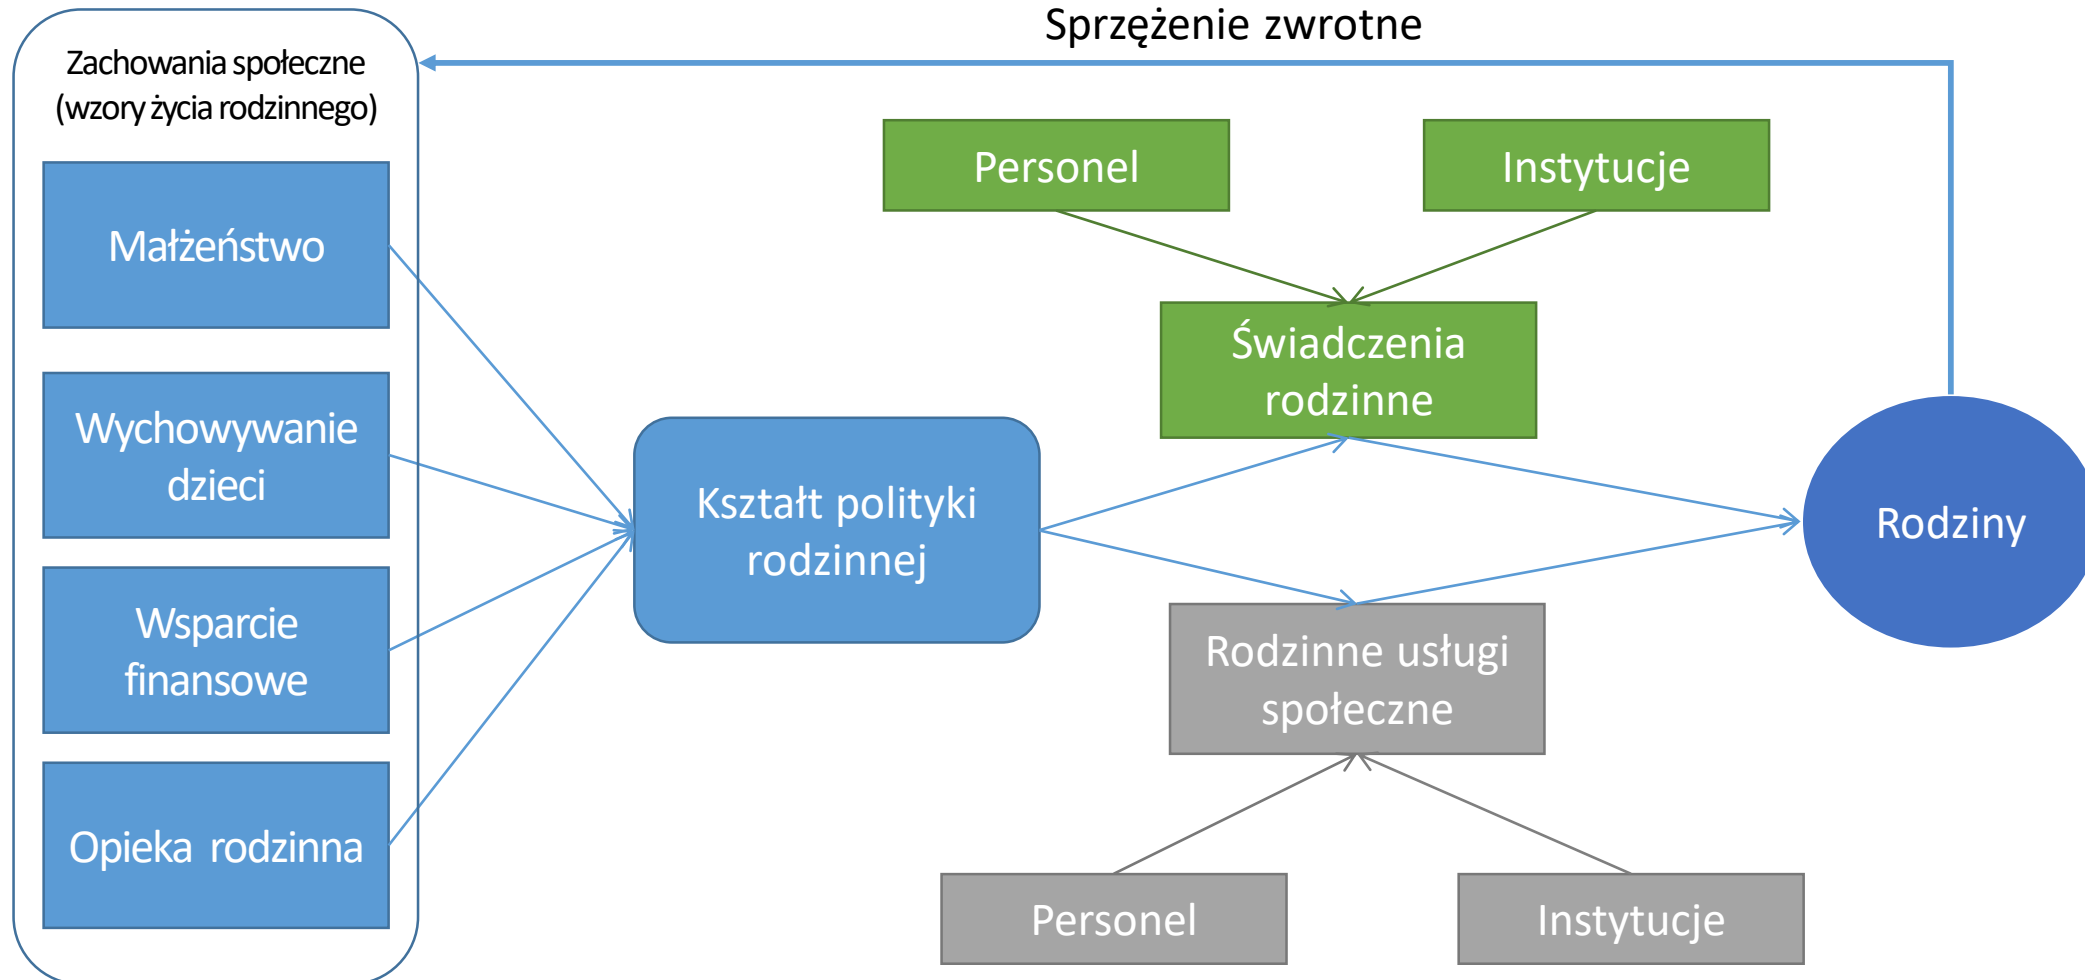 Sprzężenie zwrotne
Zachowania społeczne
(wzory życia rodzinnego)
Małżeństwo
Wychowywanie
dzieci
Wsparcie
finansowe
Opieka rodzinna
Kształt polityki
rodzinnej
Personel
Instytucje
Świadczenia
rodzinne
Rodzinne usługi
społeczne
Personel
Instytucje
Rodziny